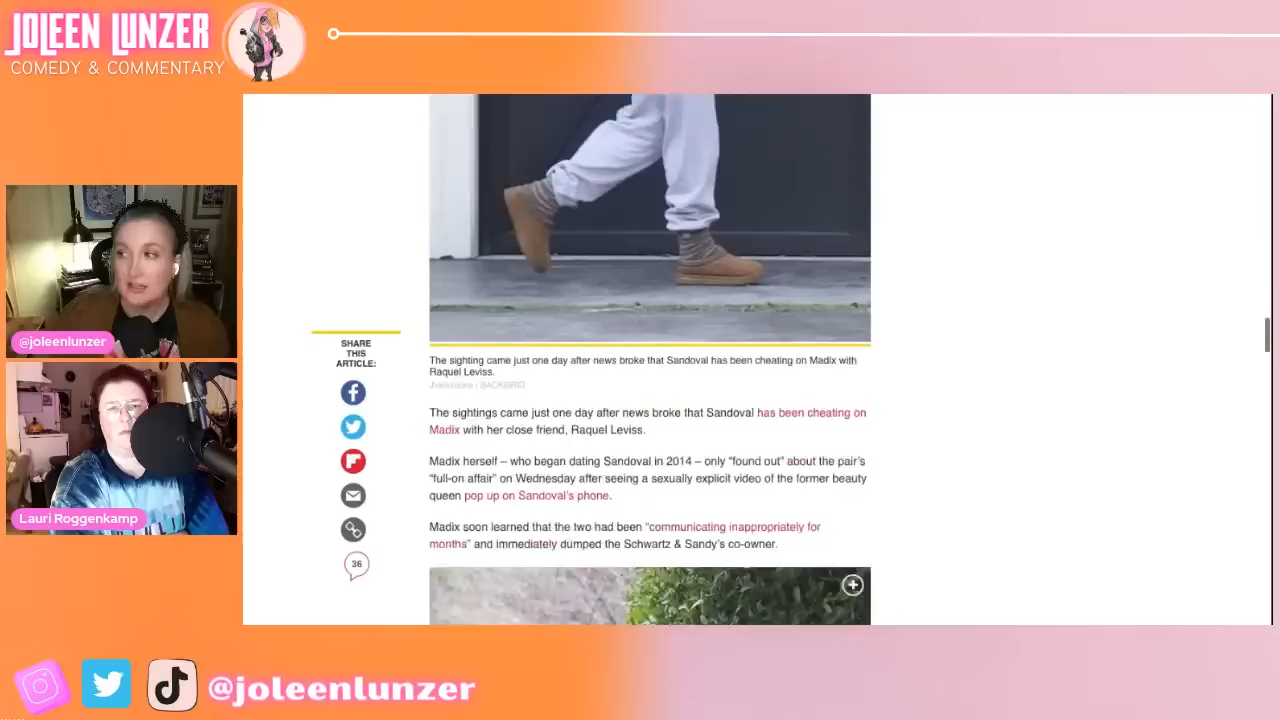 JOLEEN LUNZER
COMEDY & COMMENTARY
@joleenlunzer
Lauri Roggenkamp
SHARE
THIS
ARTICLE:
36
The sighting came just one day after news broke that Sandoval has been cheating on Madix with
Raquel Leviss.
Jvshvisions / BACKGRID
The sightings came just one day after news broke that Sandoval has been cheating on
Madix with her close friend, Raquel Leviss.
Madix herself – who began dating Sandoval in 2014 – only “found out” about the pair’s
“full-on affair” on Wednesday after seeing a sexually explicit video of the former beauty
queen pop up on Sandoval’s phone.
Madix soon learned that the two had been “communicating inappropriately for
months” and immediately dumped the Schwartz & Sandy’s co-owner.
@joleenlunzer